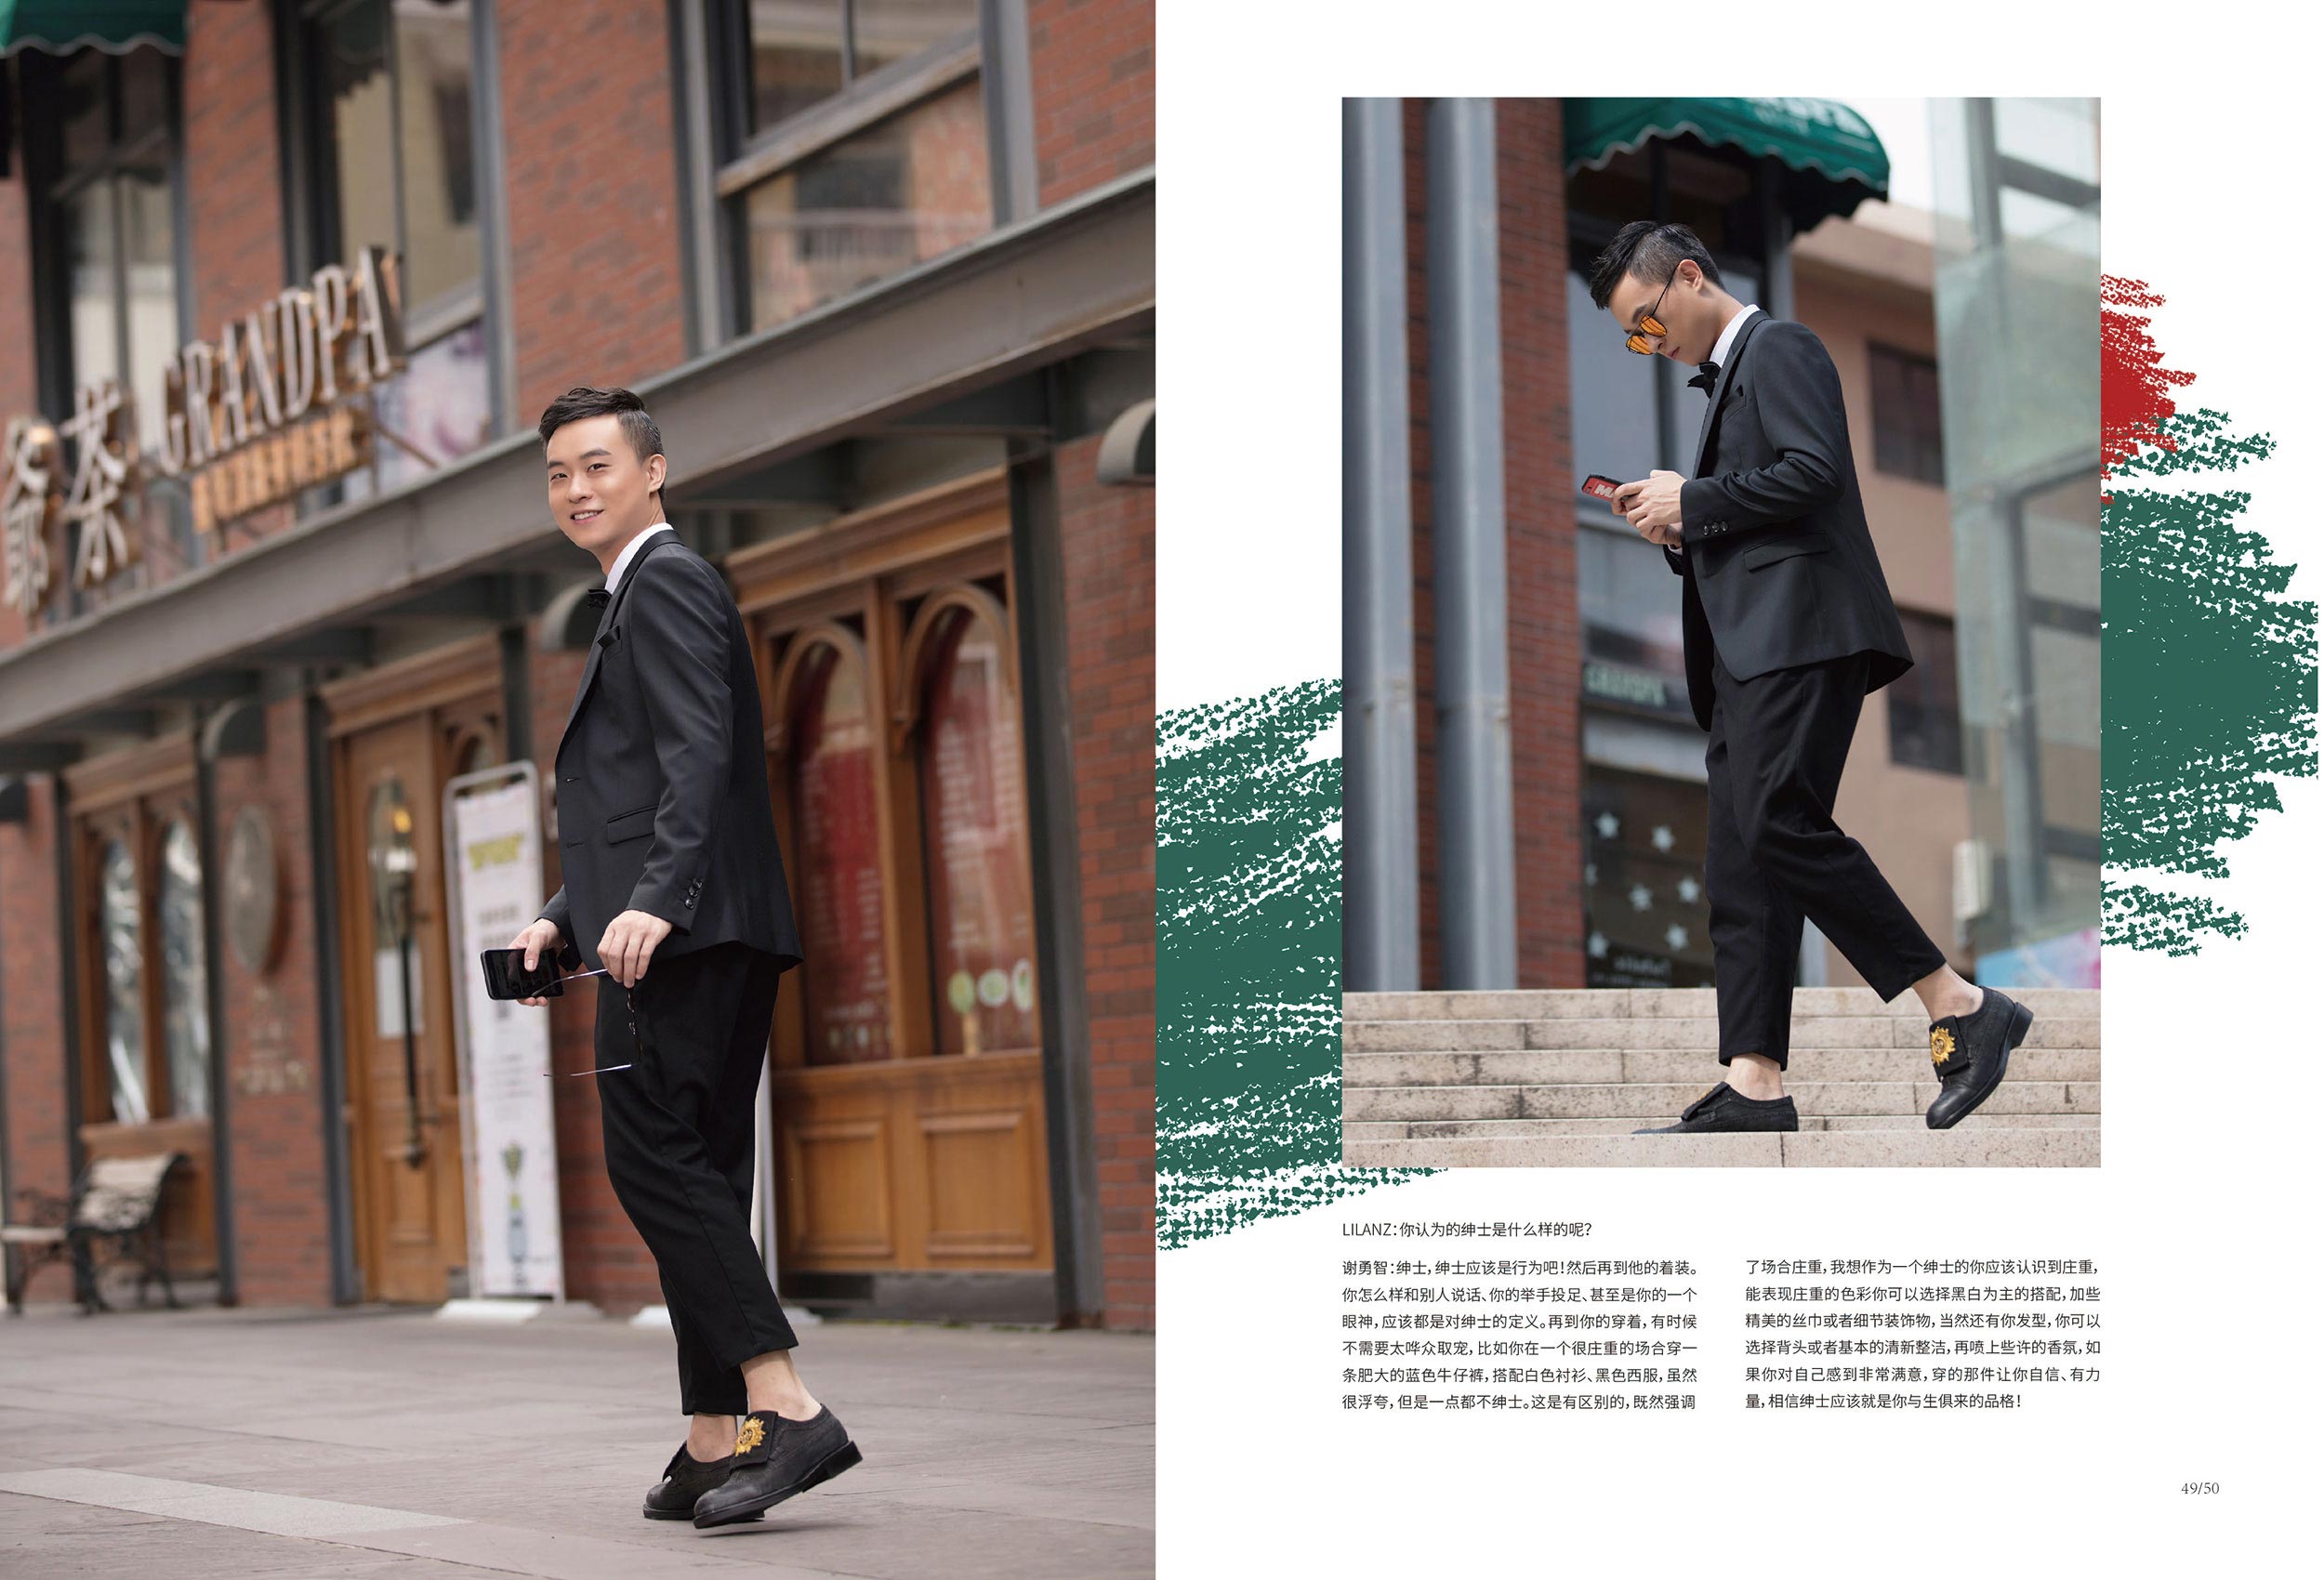 爷茶
GRANDPA'
LILANZ：你认为的绅士是什么样的呢？
谢勇智：绅士，绅士应该是行为吧！然后再到他的着装。
你怎么样和别人说话、你的举手投足、甚至是你的一个
眼神，应该都是对绅士的定义。再到你的穿着，有时候
不需要太哗众取宠，比如你在一个很庄重的场合穿一
条肥大的蓝色牛仔裤，搭配白色衬衫、黑色西服，虽然
很浮夸，但是一点都不绅士。这是有区别的，既然强调
了场合庄重，我想作为一个绅士的你应该认识到庄重，
能表现庄重的色彩你可以选择黑白为主的搭配，加些
精美的丝巾或者细节装饰物，当然还有你发型，你可以
选择背头或者基本的清新整洁，再喷上些许的香氛，如
果你对自己感到非常满意，穿的那件让你自信、有力
量，相信绅士应该就是你与生俱来的品格！
49/50